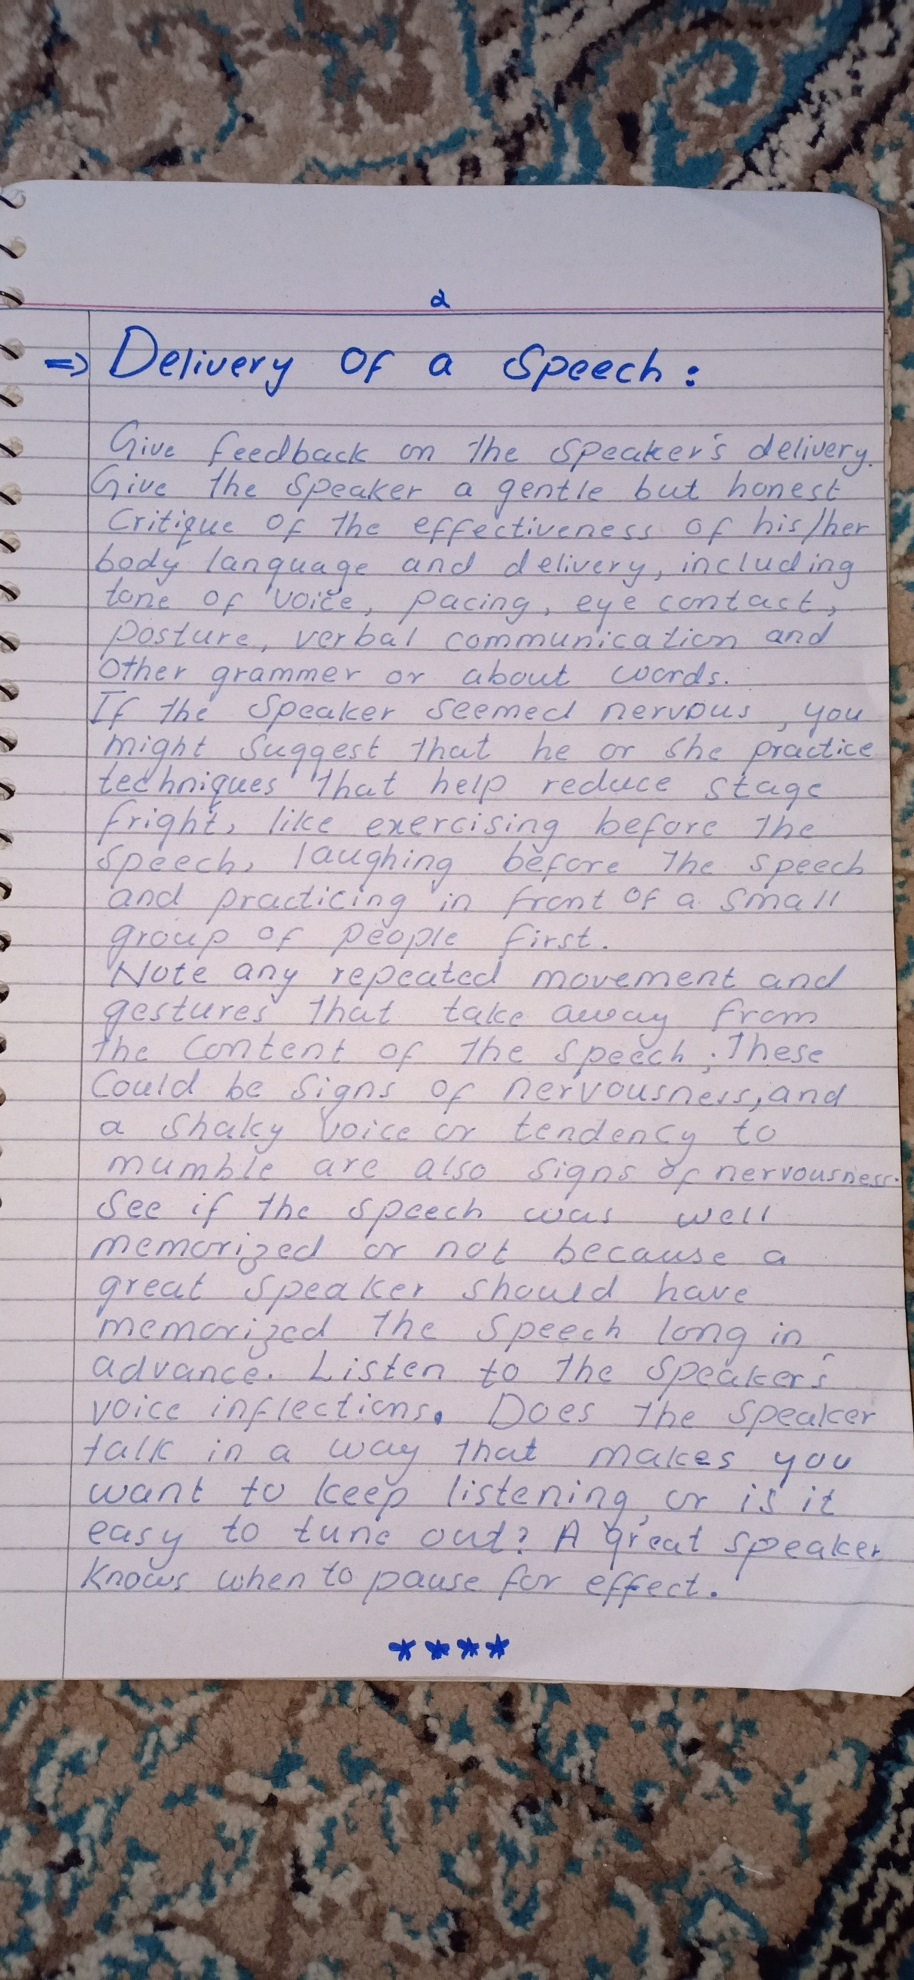 2
=> Delivery of a Speech:
Give feedback on the speaker's delivery.
Give the speaker a gentle but honest
critique of the effectiveness of his/her
body language and delivery, including
tone of voice, pacing, eye contact,
posture, verbal communication and
other grammer or about words.
If the speaker seemed nervous, you
might suggest that he or she practice
techniques that help reduce stage
fright, like exercising before the
speech, laughing before the speech
and practicing in front of a small
group of people first.
Note any repeated movement and
gestures that take away from
the content of the speech; These
could be signs of nervousness, and
a shaky voice or tendency to
mumble are also signs of nervousness.
See if the speech was well
memorized or not because a
great speaker should have
memorized the speech long in
advance. Listen to the speaker's
voice inflections. Does the speaker
talk in a way that makes you
want to keep listening, or is it
easy to tune out? A great speaker
knows when to pause for effect.
****